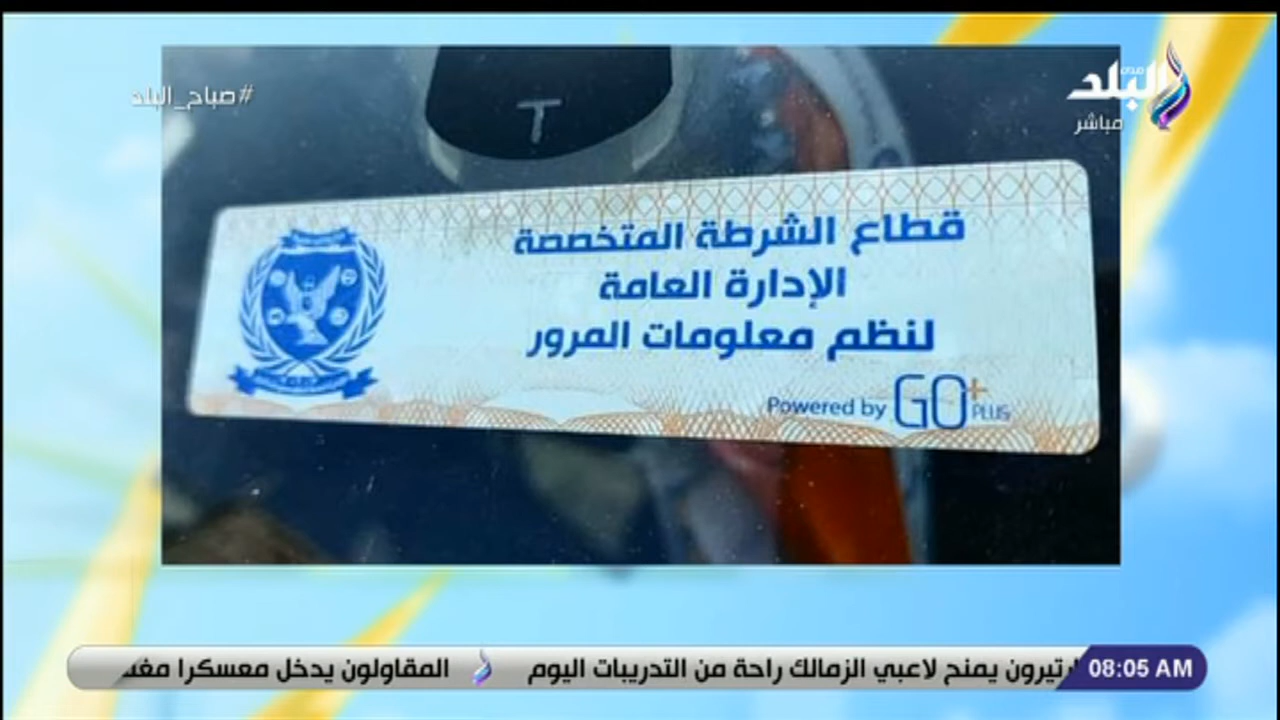 #صباح_البلد
صدى البلد
مباشر
T
قطاع الشرطة المتخصصة
الإدارة العامة
لنظم معلومات المرور
Powered by GO+ PLUS
يمنح لاعبي الزمالك راحة من التدريبات اليوم
المقاولون يدخل معسكرا
08:05 AM